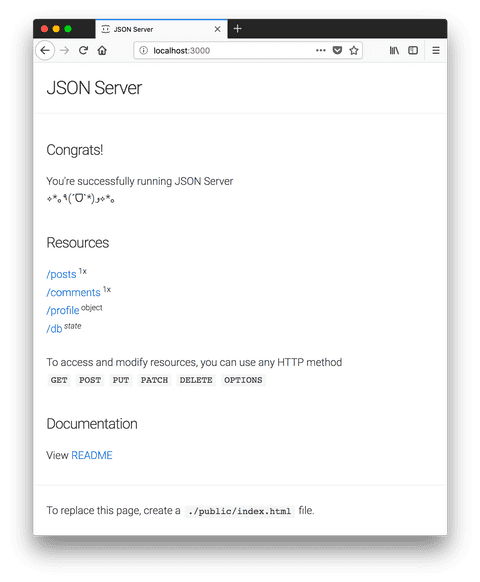 JSON Server
localhost:3000
JSON Server
Congrats!
You're successfully running JSON Server
✧*｡٩(ˊᗜˋ*)و✧*｡
Resources
/posts 1x
/comments 1x
/profile object
/db state
To access and modify resources, you can use any HTTP method
GET POST PUT PATCH DELETE OPTIONS
Documentation
View README
To replace this page, create a ./public/index.html file.